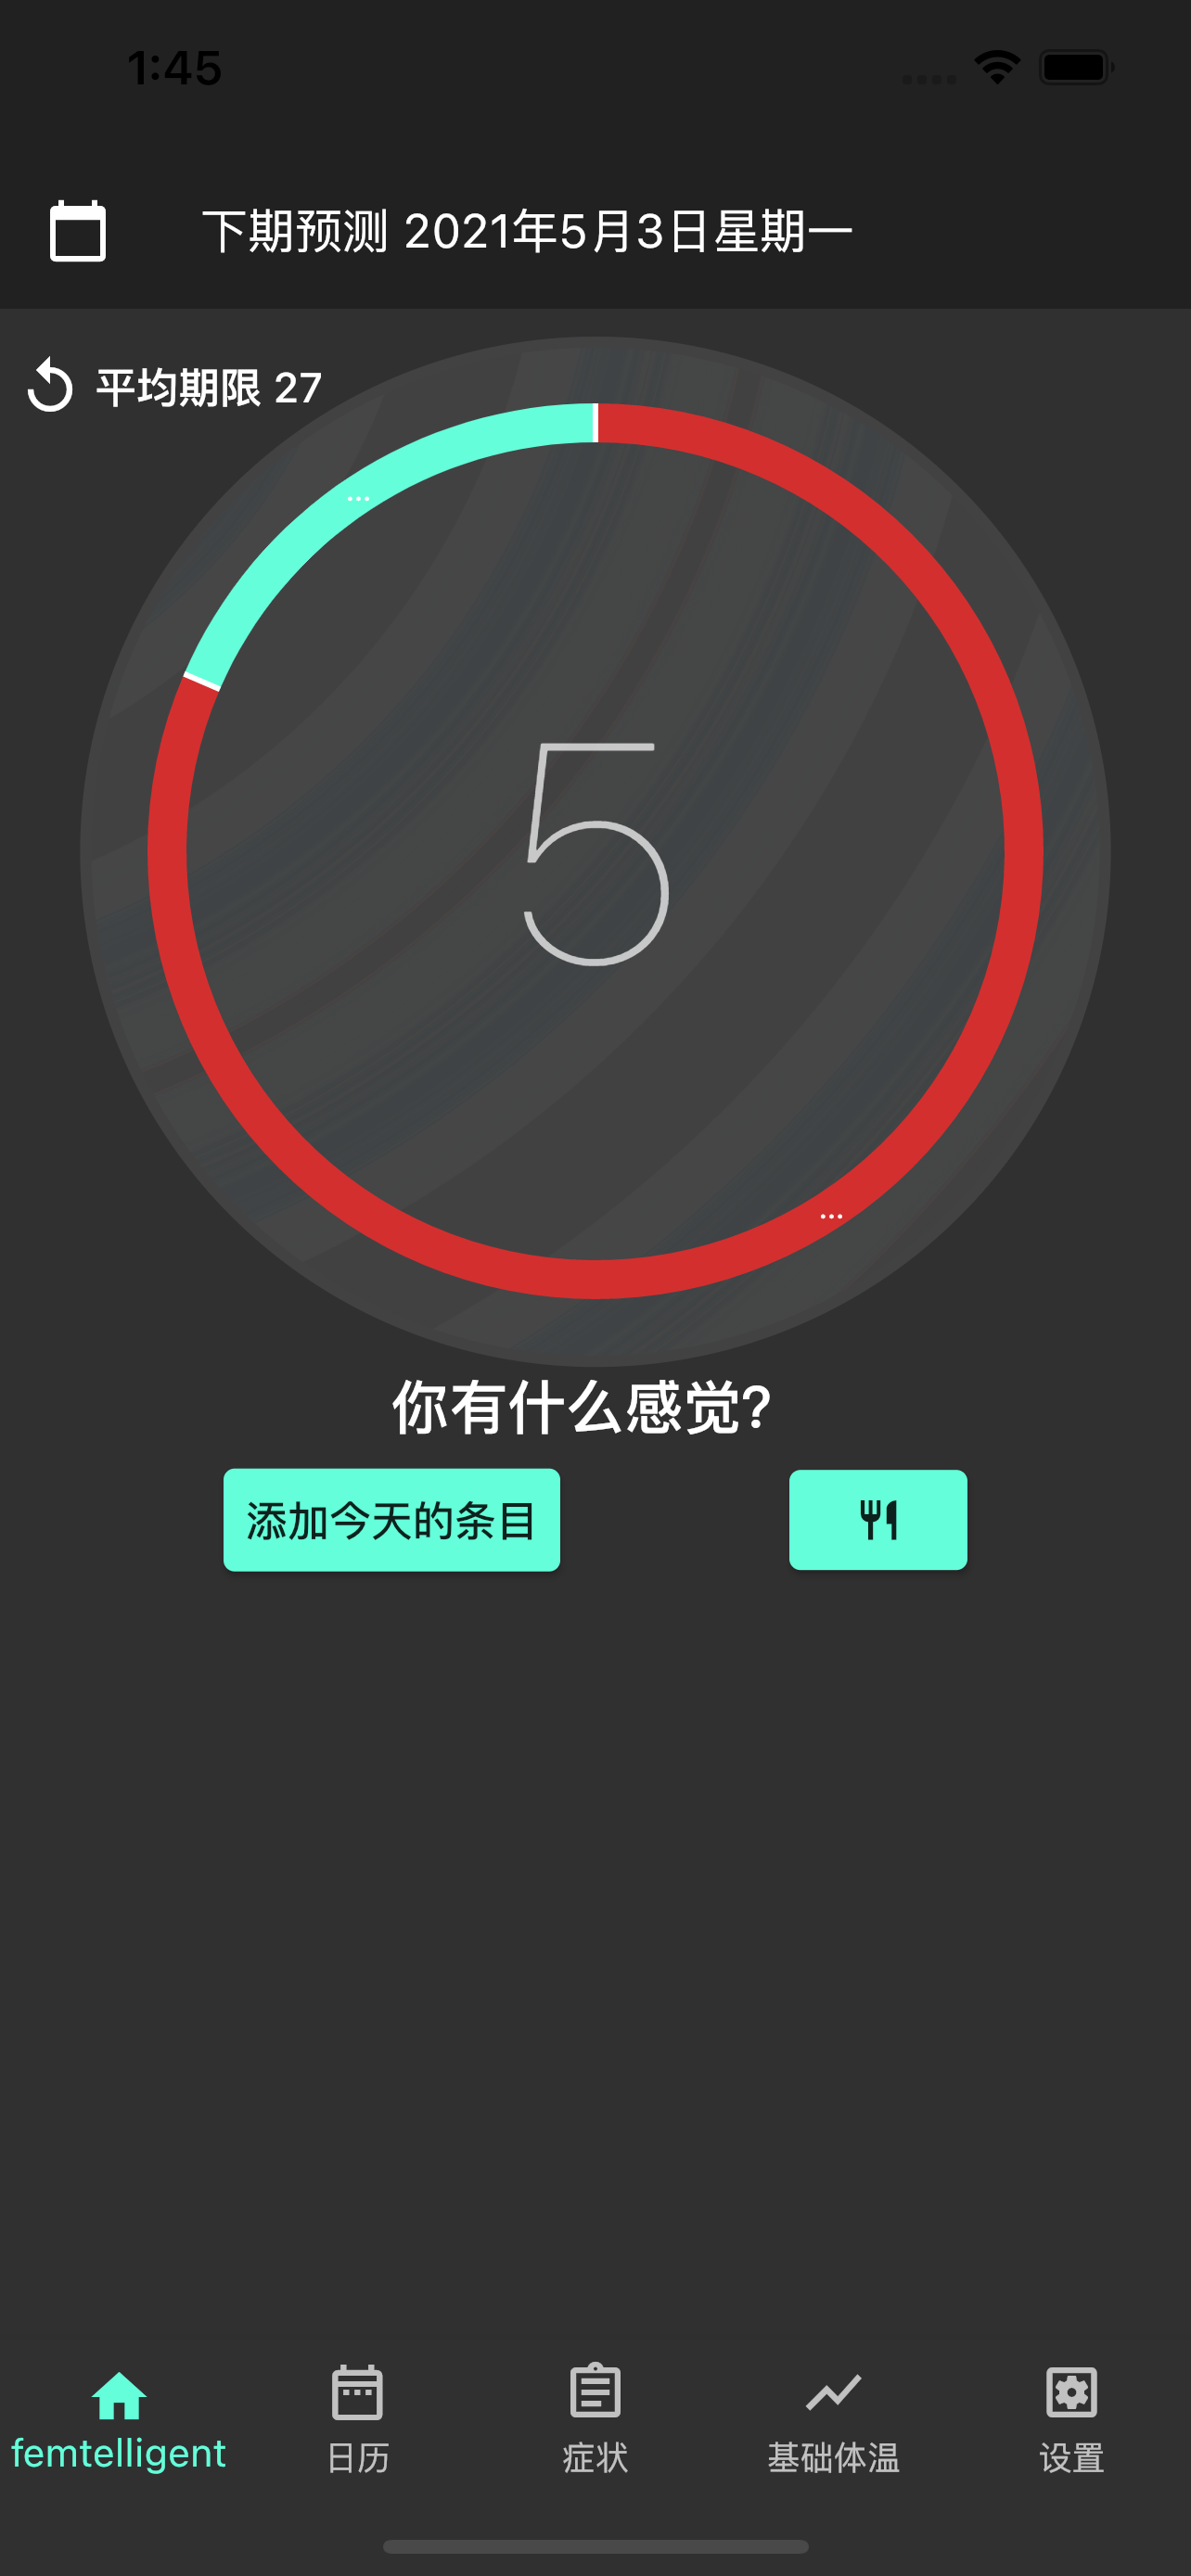 1:45
下期预测 2021年5月3日星期一
平均期限 27
...
5
...
你有什么感觉?
添加今天的条目
femtelligent
日历
症状
基础体温
设置